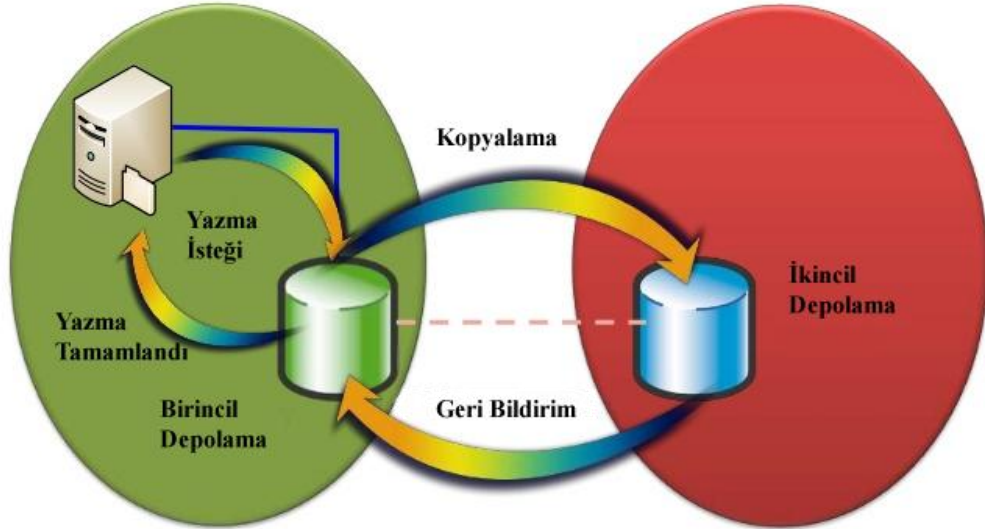 Kopyalama
Yazma
İsteği
İkincil
Depolama
Yazma
Tamamlandı
Birincil
Depolama
Geri Bildirim